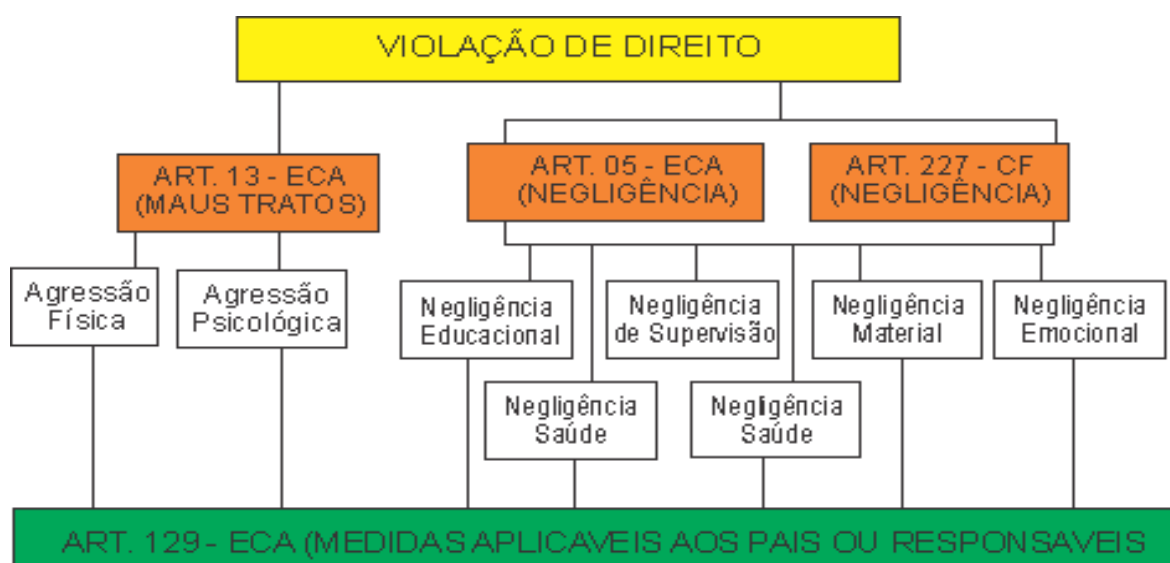 VIOLAÇÃO DE DIREITO
ART. 13 - ECA
(MAUS TRATOS)
ART. 05 - ECA
(NEGLIGÊNCIA)
ART. 227 - CF
(NEGLIGÊNCIA)
Agressão
Física
Agressão
Psicológica
Negligência
Educacional
Negligência
de Supervisão
Negligência
Material
Negligência
Emocional
Negligência
Saúde
Negligência
Saúde
ART. 129 - ECA (MEDIDAS APLICAVEIS AOS PAIS OU RESPONSAVEIS